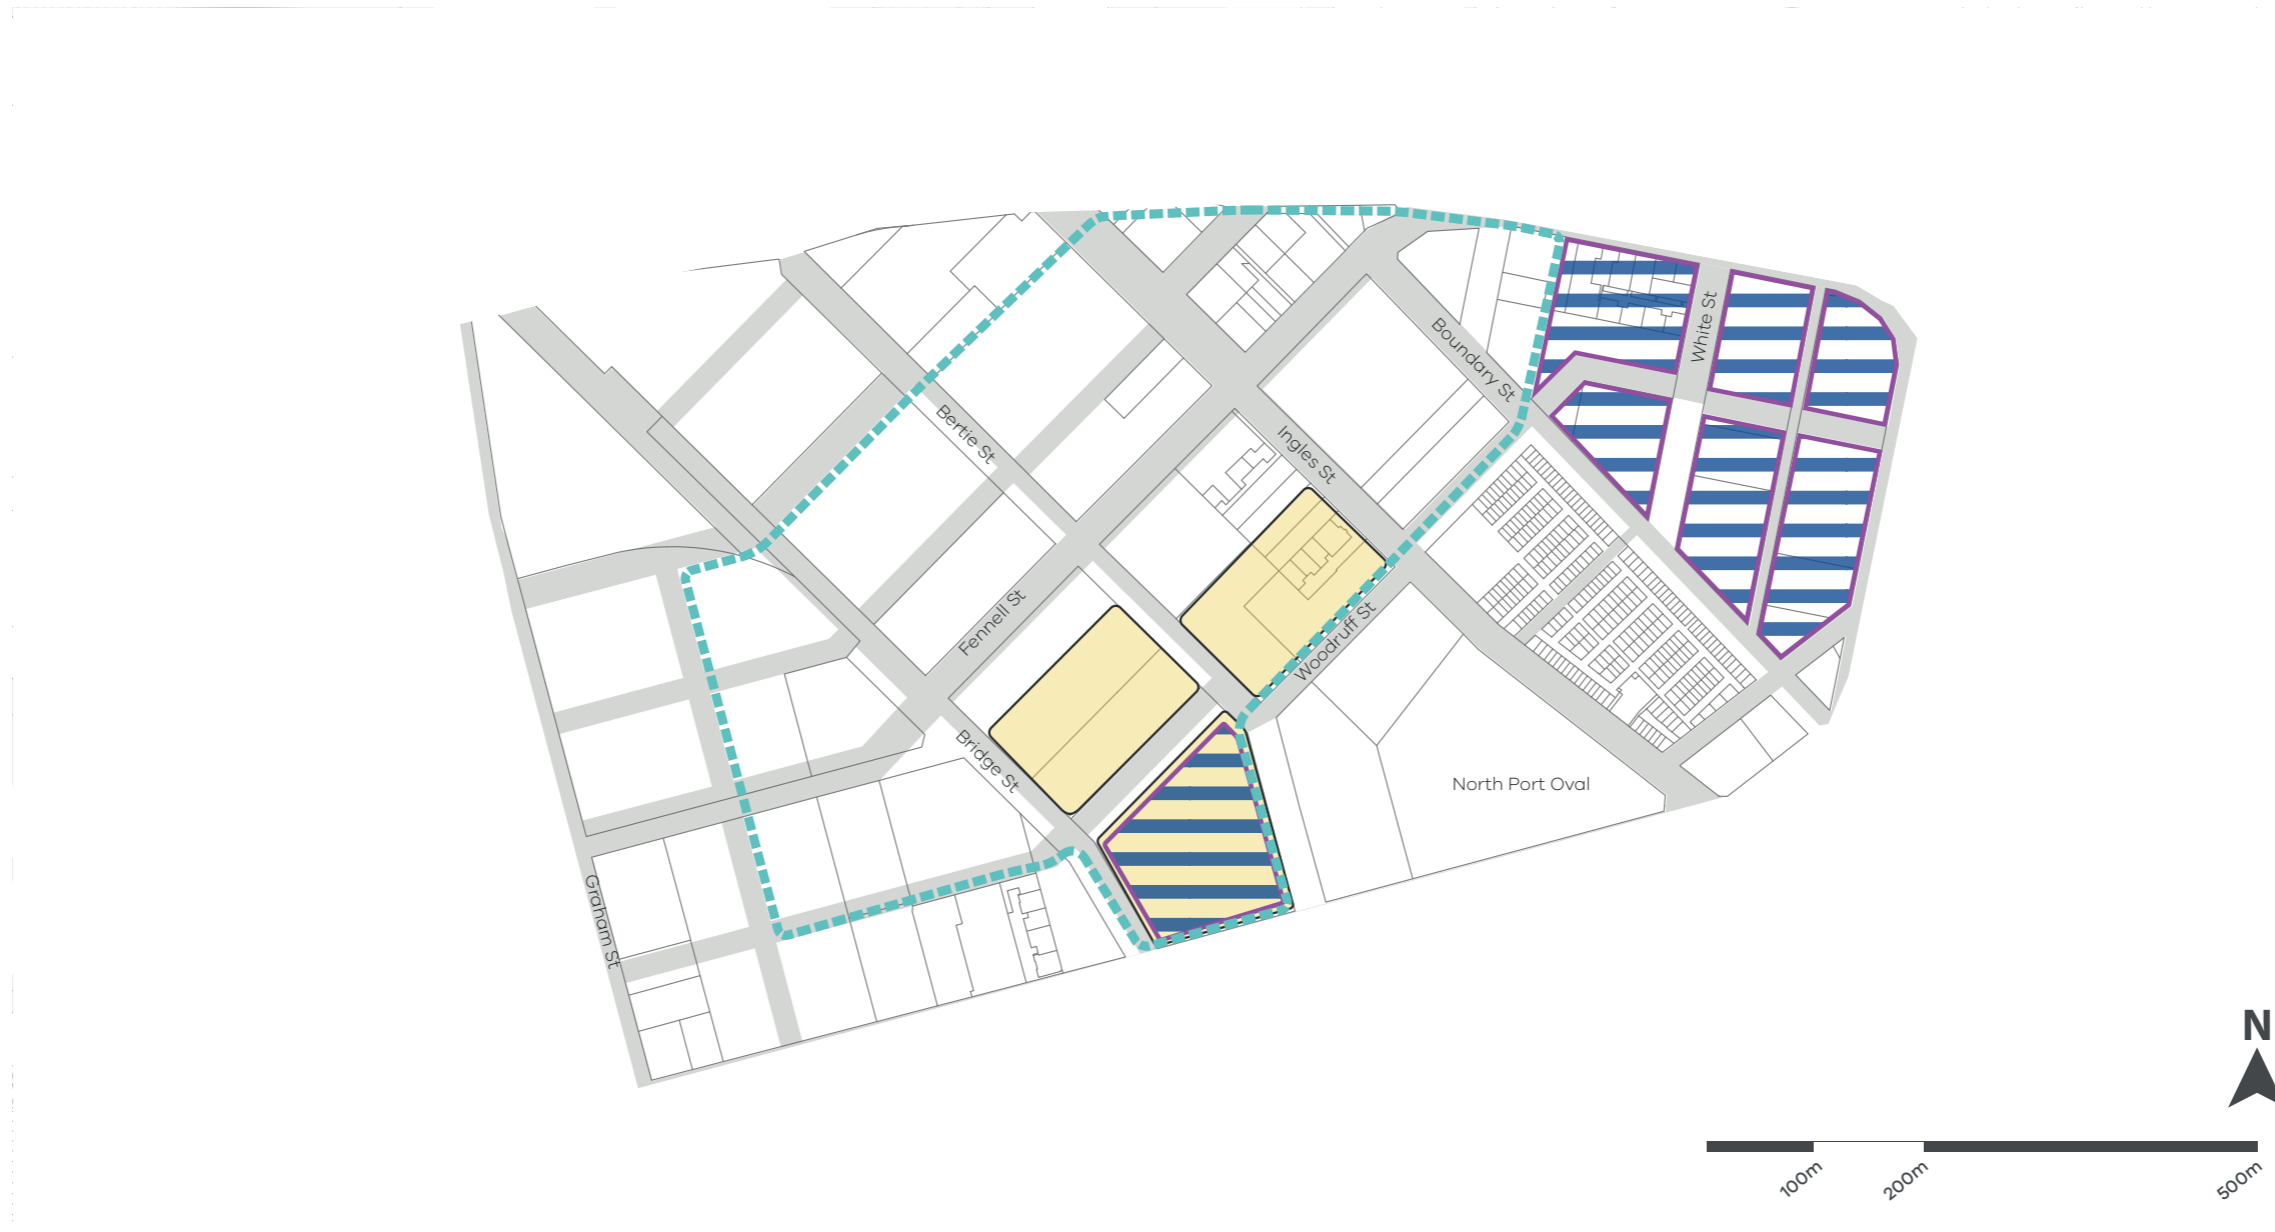 White St
Boundary St
Bertie St
Ingles St
Fennell St
Woodruff St
Bridge St
North Port Oval
Graham St
N
100m
200m
500m